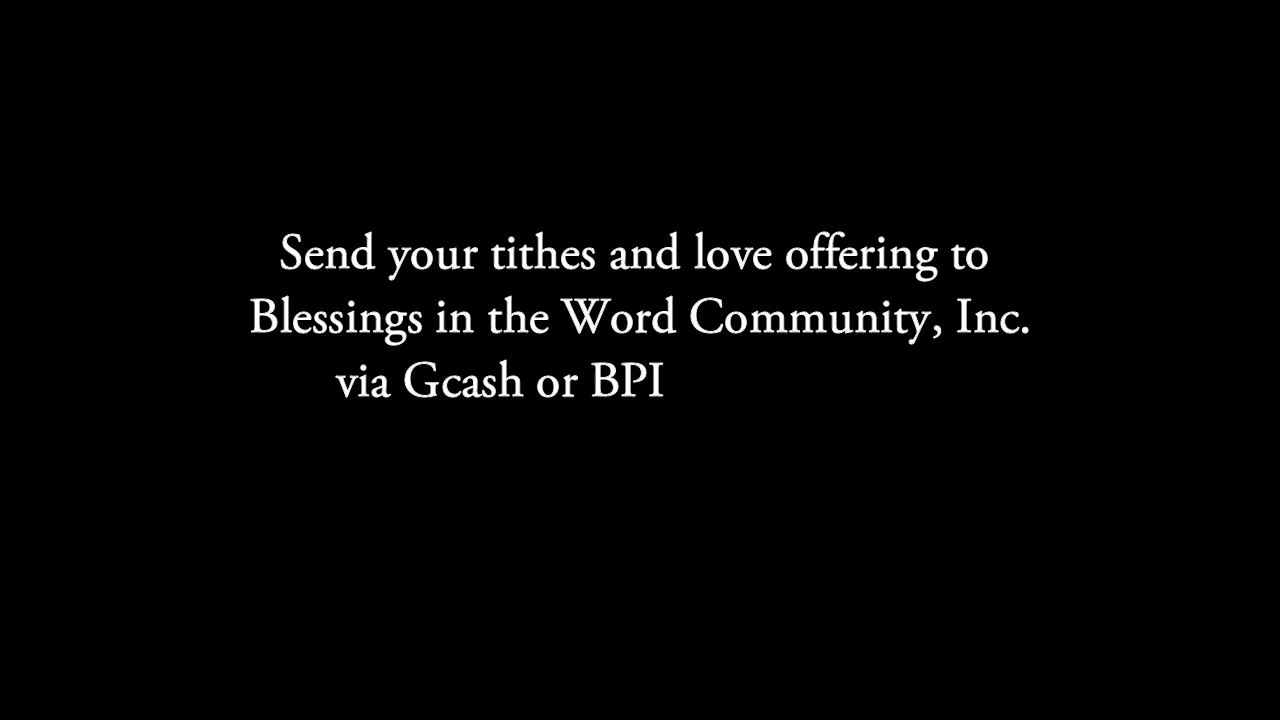 Send your tithes and love offering to
Blessings in the Word Community, Inc.
via Gcash or BPI